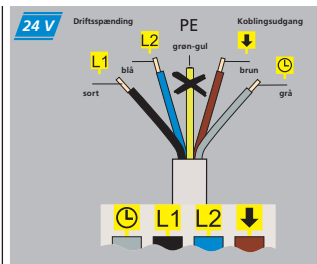 24 V
Driftsspænding
PE
Koblingsudgang
L2
grøn-gul
L1
blå
brun
sort
grå
L1 L2